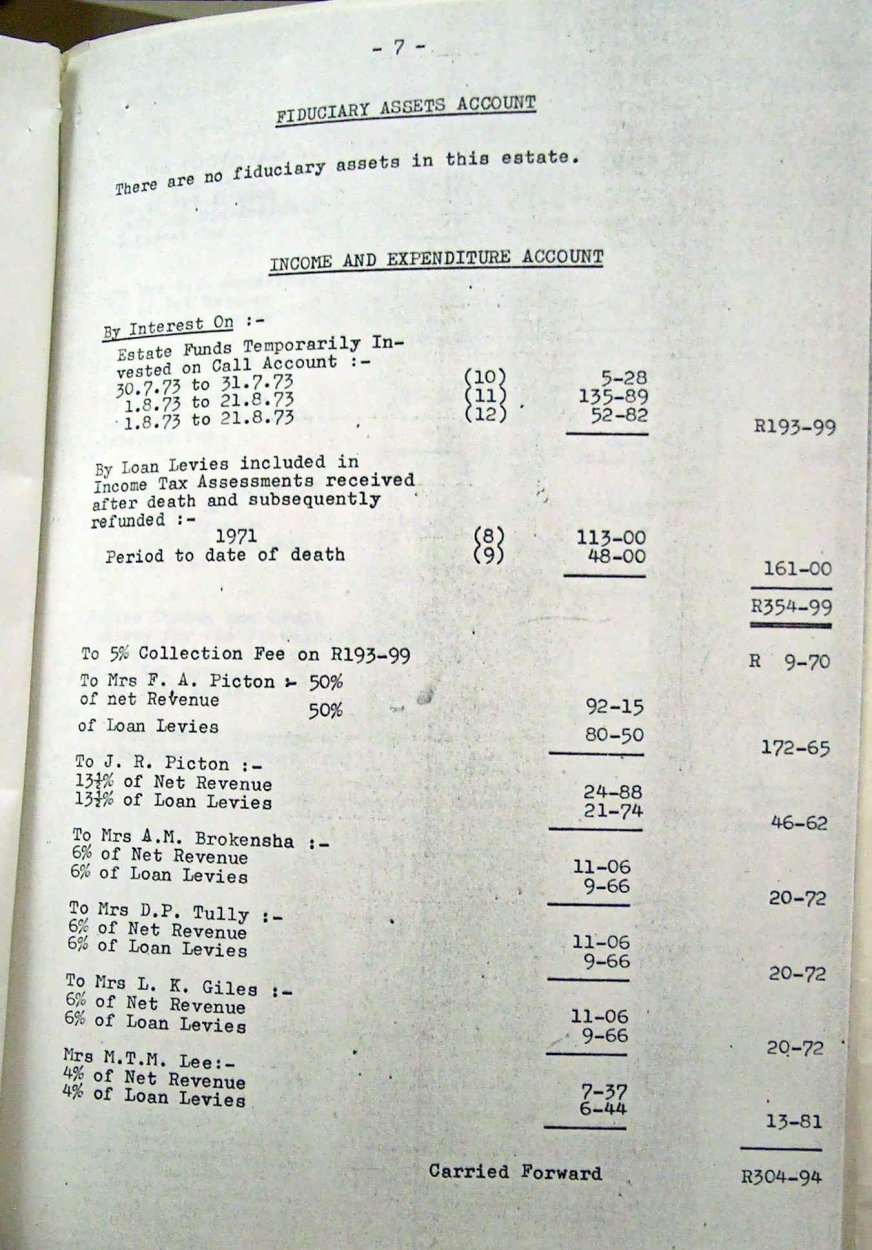 - 7 -
FIDUCIARY ASSETS ACCOUNT
There are no fiduciary assets in this estate.
INCOME AND EXPENDITURE ACCOUNT
By Interest On :-
Estate Funds Temporarily In-
vested on Call Account :-
30.7.73 to 31.7.73 (10) 5-28
1.8.73 to 21.8.73 (11) 135-89
1.8.73 to 21.8.73 (12) 52-82
R193-99
By Loan Levies included in
Income Tax Assessments received
after death and subsequently
refunded :-
1971 (8) 113-00
Period to date of death (9) 48-00
161-00
R354-99
To 5% Collection Fee on R193-99 R 9-70
To Mrs F. A. Picton :- 50%
of net Revenue 92-15
50%
of Loan Levies 80-50
172-65
To J. R. Picton :-
13½% of Net Revenue 24-88
13½% of Loan Levies 21-74
46-62
To Mrs A.M. Brokensha :-
6% of Net Revenue 11-06
6% of Loan Levies 9-66
20-72
To Mrs D.P. Tully :-
6% of Net Revenue 11-06
6% of Loan Levies 9-66
20-72
To Mrs L. K. Giles :-
6% of Net Revenue 11-06
6% of Loan Levies 9-66
20-72
Mrs M.T.M. Lee:-
4% of Net Revenue 7-37
4% of Loan Levies 6-44
13-81
Carried Forward R304-94